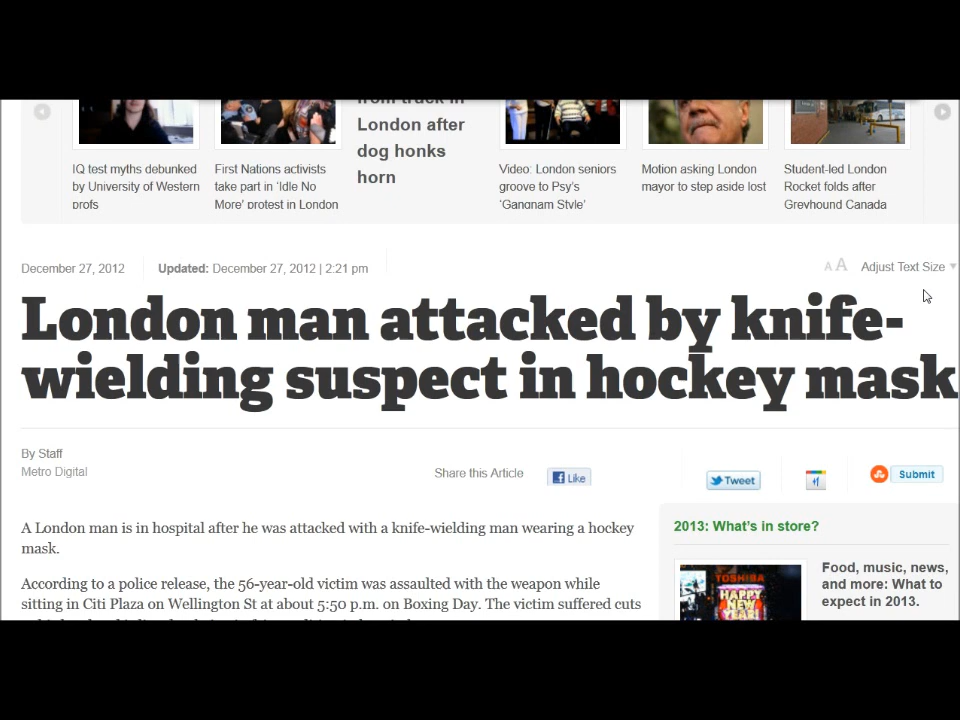 from truck in
London after
dog honks
horn
IQ test myths debunked
by University of Western
profs
First Nations activists
take part in 'Idle No
More' protest in London
Video: London seniors
groove to Psy's
'Gangnam Style'
Motion asking London
mayor to step aside lost
Student-led London
Rocket folds after
Greyhound Canada
December 27, 2012
Updated: December 27, 2012 | 2:21 pm
A A Adjust Text Size
London man attacked by knife-
wielding suspect in hockey mask
By Staff
Metro Digital
Share this Article
Like
Tweet
Submit
A London man is in hospital after he was attacked with a knife-wielding man wearing a hockey
mask.
According to a police release, the 56-year-old victim was assaulted with the weapon while
sitting in Citi Plaza on Wellington St at about 5:50 p.m. on Boxing Day. The victim suffered cuts
2013: What's in store?
TOSHIBA
HAPPY
NEW
YEAR!
Food, music, news,
and more: What to
expect in 2013.